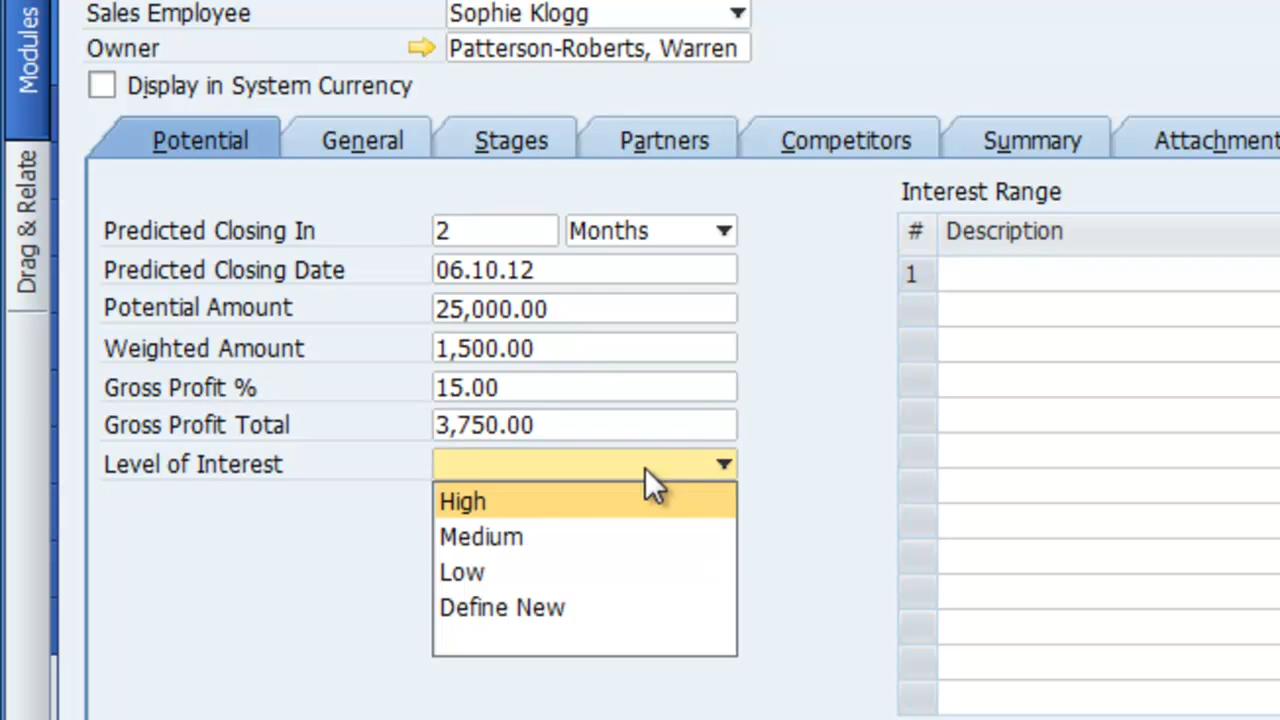 Modules
Drag & Relate
Sales Employee Sophie Klogg
Owner Patterson-Roberts, Warren
Display in System Currency
Potential General Stages Partners Competitors Summary Attachment
Interest Range
# Description
1
Predicted Closing In 2 Months
Predicted Closing Date 06.10.12
Potential Amount 25,000.00
Weighted Amount 1,500.00
Gross Profit % 15.00
Gross Profit Total 3,750.00
Level of Interest
High
Medium
Low
Define New